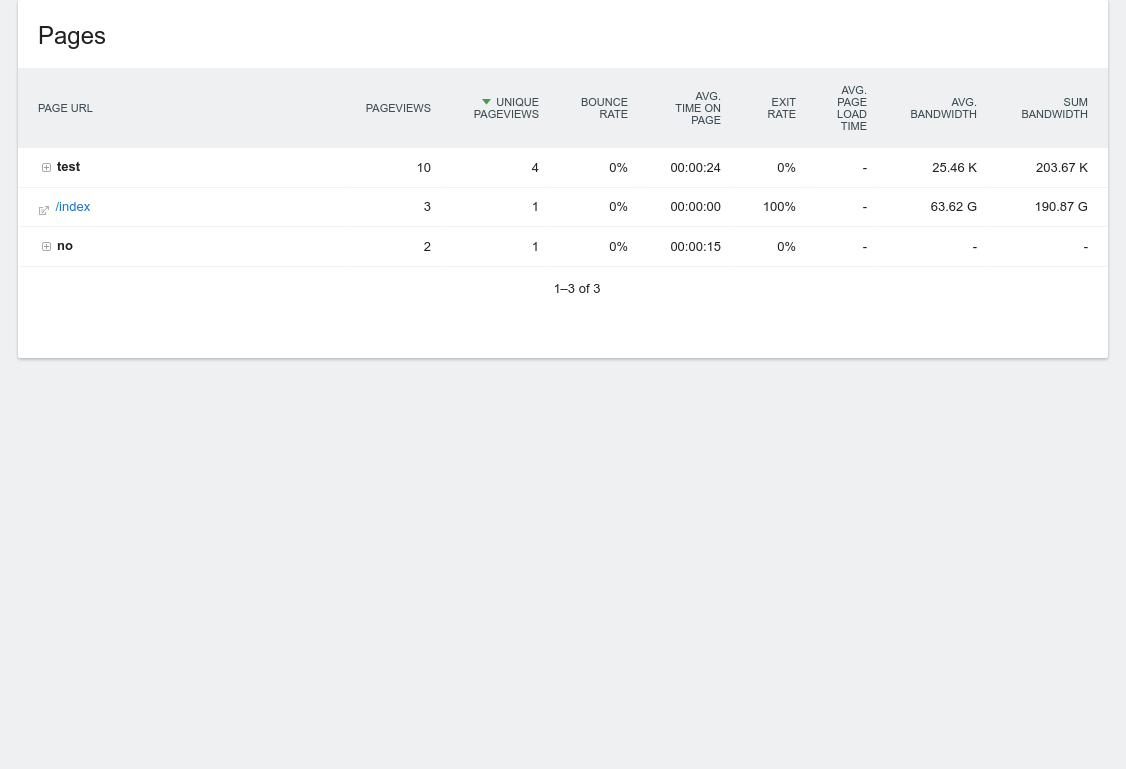 Pages
PAGE URL PAGEVIEWS UNIQUE PAGEVIEWS BOUNCE RATE AVG. TIME ON PAGE EXIT RATE AVG. PAGE LOAD TIME AVG. BANDWIDTH SUM BANDWIDTH
test 10 4 0% 00:00:24 0% - 25.46 K 203.67 K
/index 3 1 0% 00:00:00 100% - 63.62 G 190.87 G
no 2 1 0% 00:00:15 0% - - -
1–3 of 3